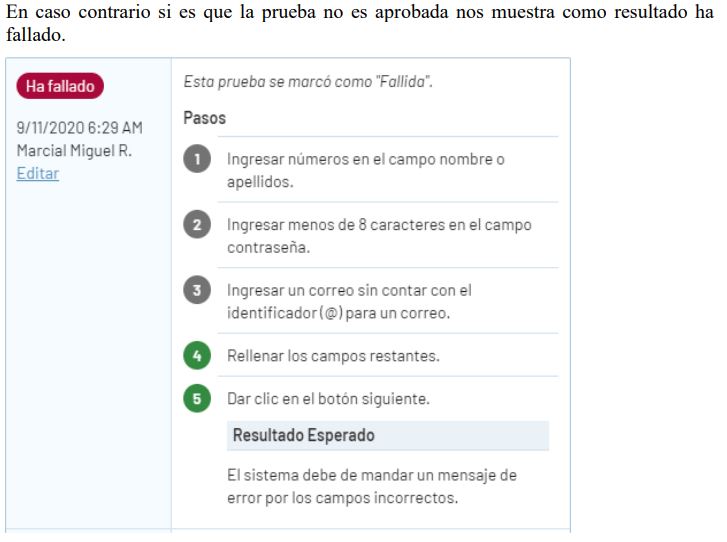 En caso contrario si es que la prueba no es aprobada nos muestra como resultado ha
fallado.
Ha fallado
9/11/2020 6:29 AM
Marcial Miguel R.
Editar
Esta prueba se marcó como "Fallida".
Pasos
1 Ingresar números en el campo nombre o
apellidos.
2 Ingresar menos de 8 caracteres en el campo
contraseña.
3 Ingresar un correo sin contar con el
identificador (@) para un correo.
4 Rellenar los campos restantes.
5 Dar clic en el botón siguiente.
Resultado Esperado
El sistema debe de mandar un mensaje de
error por los campos incorrectos.